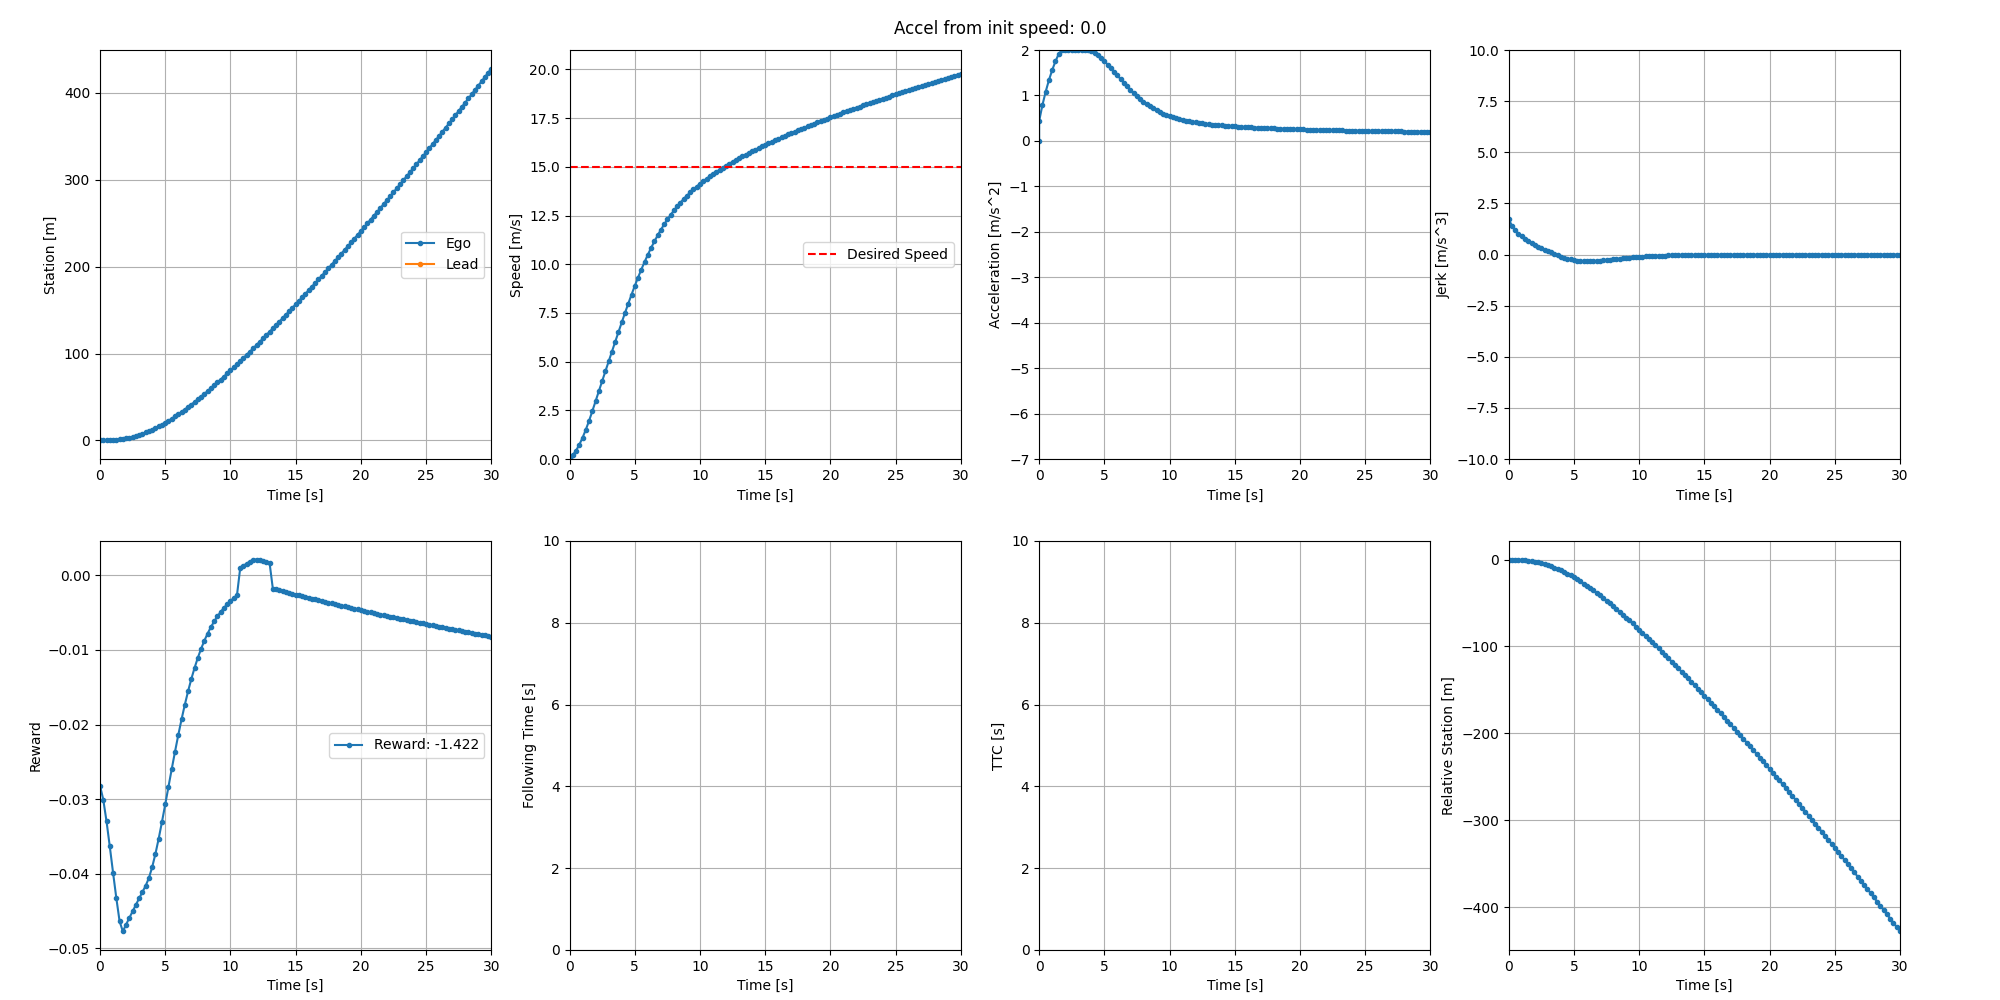 Accel from init speed: 0.0
Station [m]
400
300
200
100
0
0 5 10 15 20 25 30
Time [s]
Ego
Lead
Speed [m/s]
20.0
17.5
15.0
12.5
10.0
7.5
5.0
2.5
0.0
0 5 10 15 20 25 30
Time [s]
Desired Speed
Acceleration [m/s^2]
2
1
0
−1
−2
−3
−4
−5
−6
−7
0 5 10 15 20 25 30
Time [s]
Jerk [m/s^3]
10.0
7.5
5.0
2.5
0.0
−2.5
−5.0
−7.5
−10.0
0 5 10 15 20 25 30
Time [s]
Reward
0.00
−0.01
−0.02
−0.03
−0.04
−0.05
0 5 10 15 20 25 30
Time [s]
Reward: -1.422
Following Time [s]
10
8
6
4
2
0
0 5 10 15 20 25 30
Time [s]
TTC [s]
10
8
6
4
2
0
0 5 10 15 20 25 30
Time [s]
Relative Station [m]
0
−100
−200
−300
−400
0 5 10 15 20 25 30
Time [s]